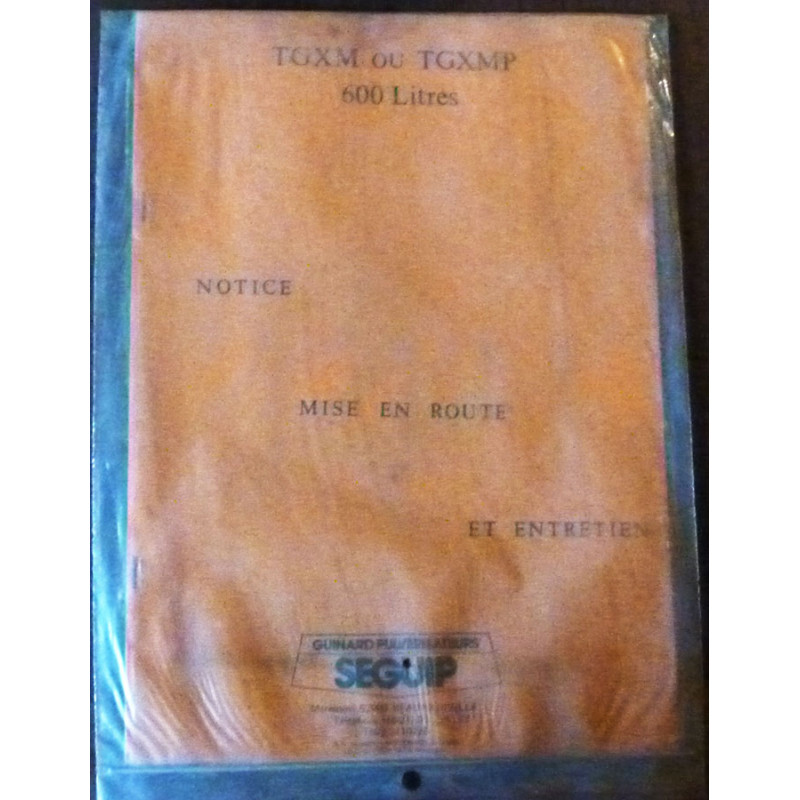 TGXM OU TGXMP
600 Litres
NOTICE
MISE EN ROUTE
ET ENTRETIEN
GUINARD PULVERISATEURS
SEGUIP